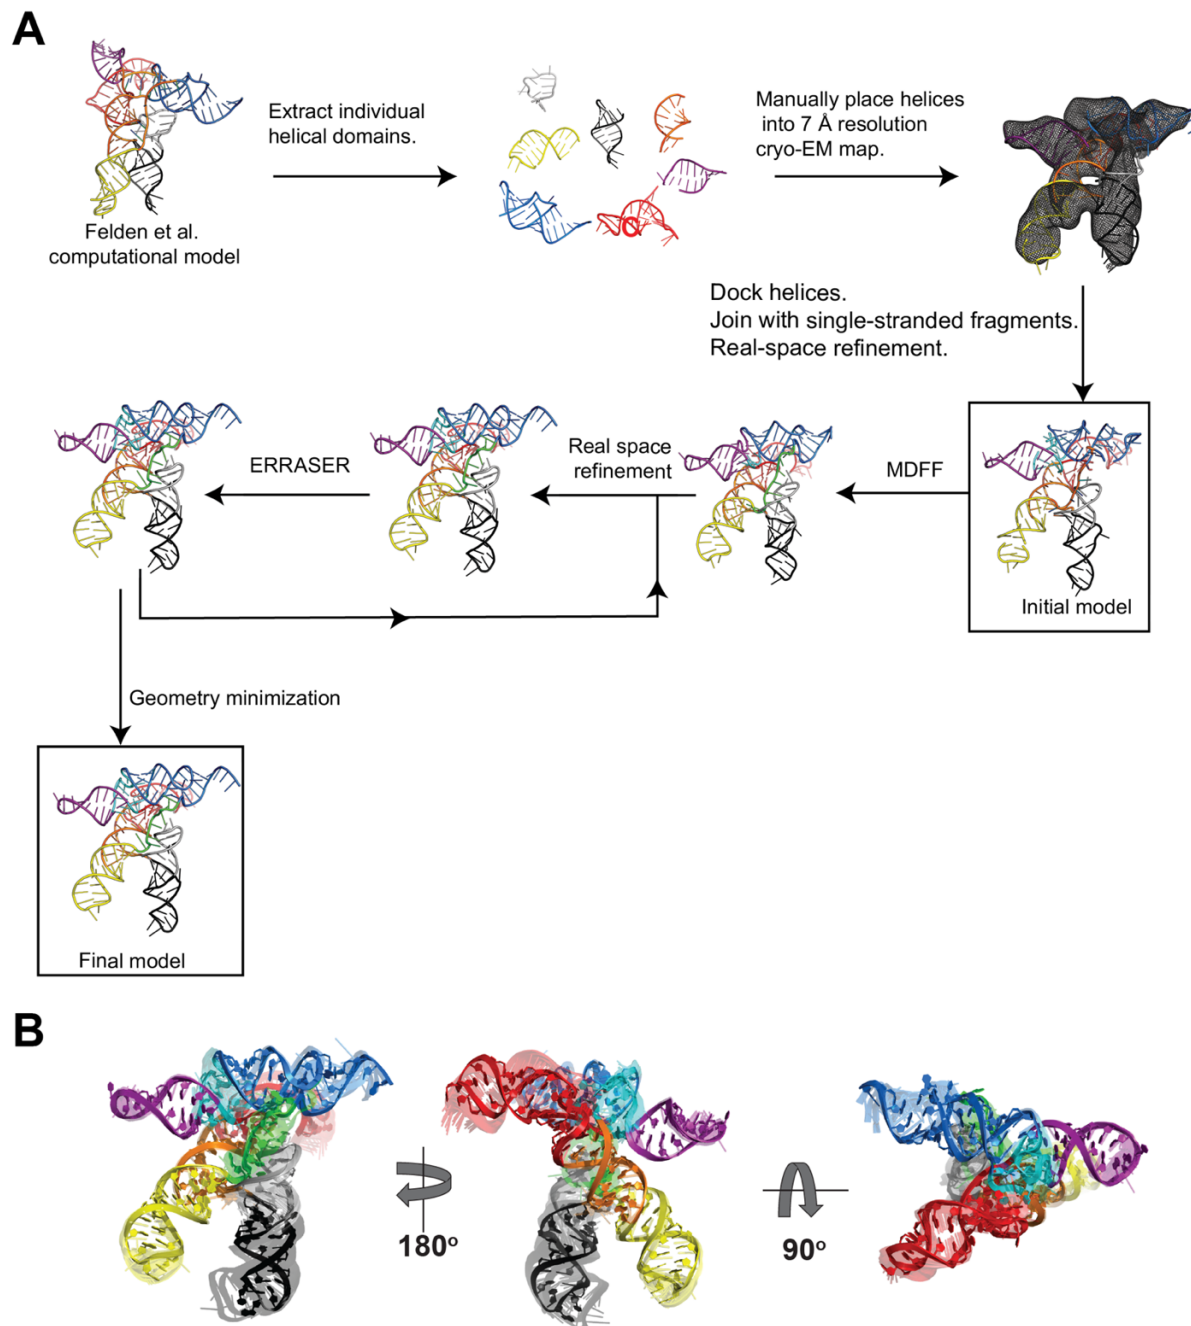 A
Extract individual
helical domains.
Manually place helices
into 7 Å resolution
cryo-EM map.
Felden et al.
computational model
Dock helices.
Join with single-stranded fragments.
Real-space refinement.
ERRASER
Real space
refinement
MDFF
Initial model
Geometry minimization
Final model
B
180º
90º